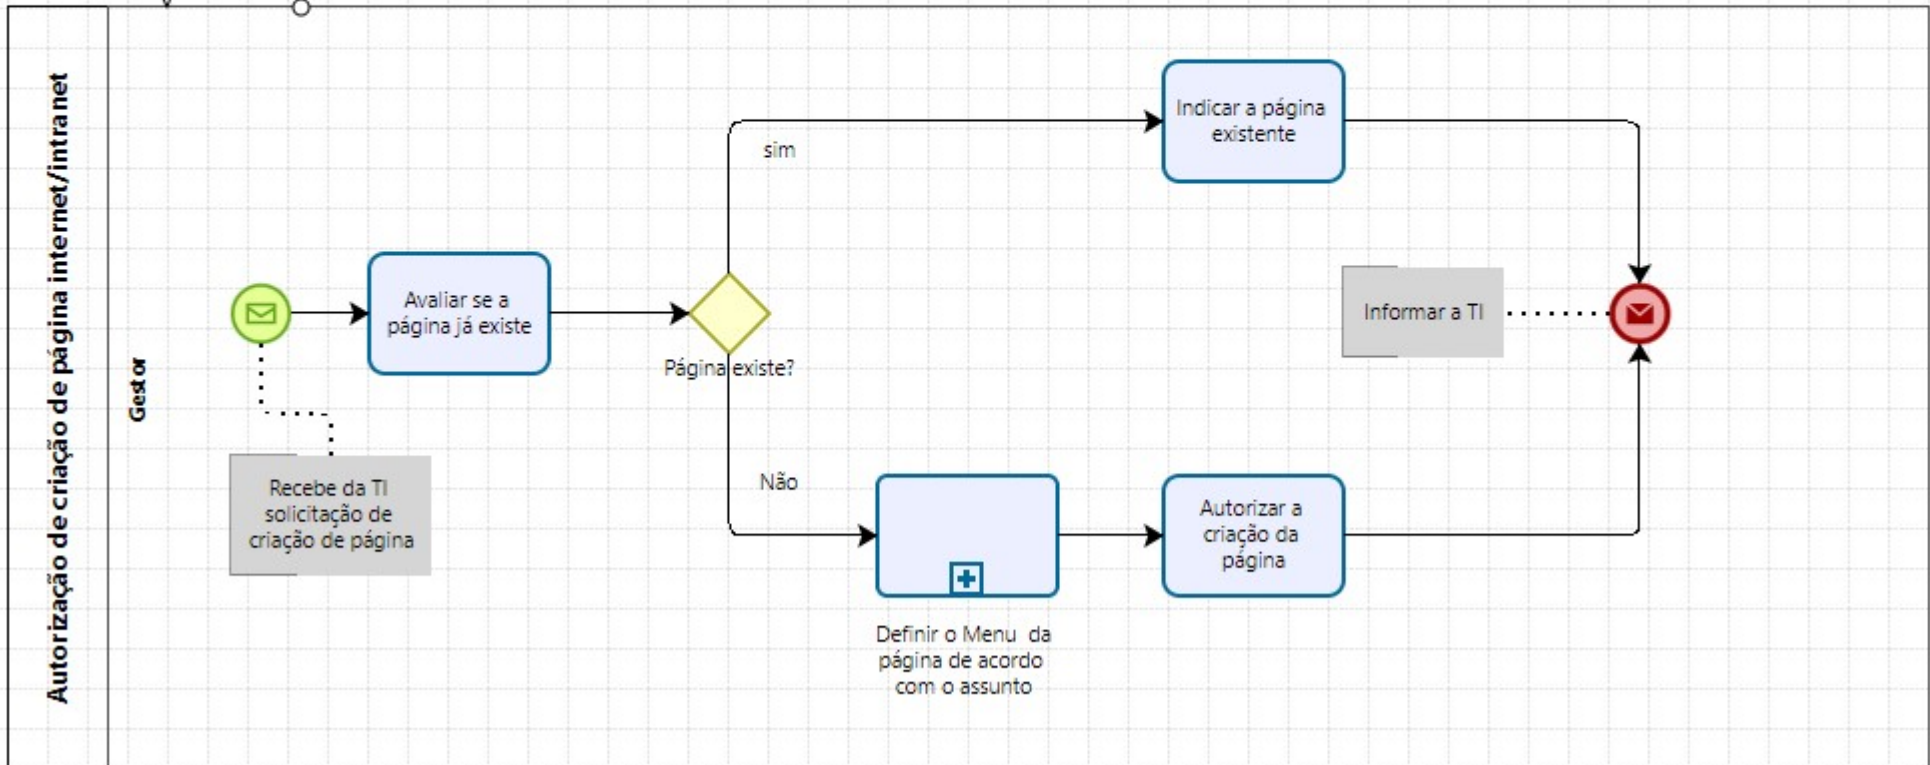 Autorização de criação de página internet/intranet
Gestor
Avaliar se a
página já existe
Recebe da TI
solicitação de
criação de página
Página existe?
sim
Não
Indicar a página
existente
Definir o Menu  da
página de acordo
com o assunto
Autorizar a
criação da
página
Informar a TI